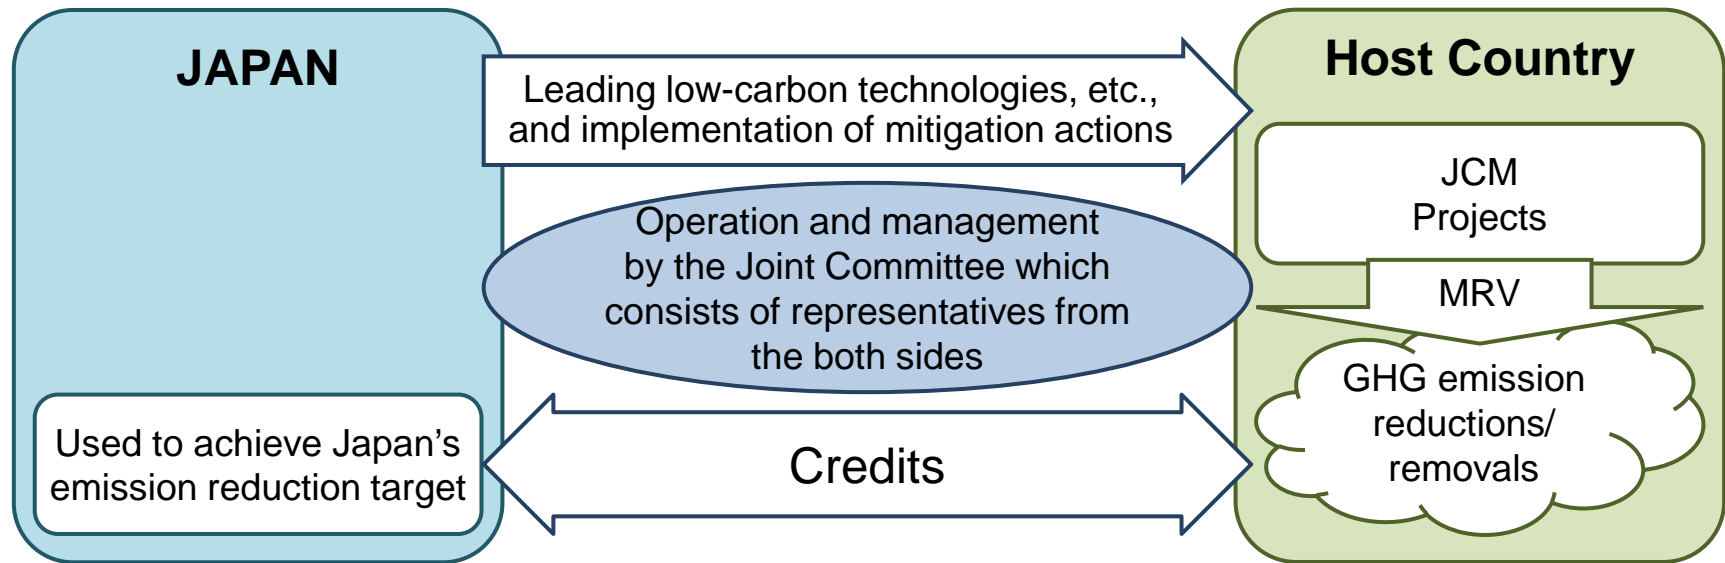 JAPAN
Leading low-carbon technologies, etc.,
and implementation of mitigation actions
Host Country
JCM
Projects
Operation and management
by the Joint Committee which
consists of representatives from
the both sides
MRV
GHG emission
reductions/
removals
Used to achieve Japan’s
emission reduction target
Credits